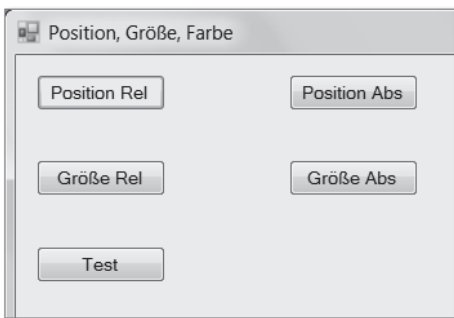 Position, Größe, Farbe
Position Rel Position Abs
Größe Rel Größe Abs
Test